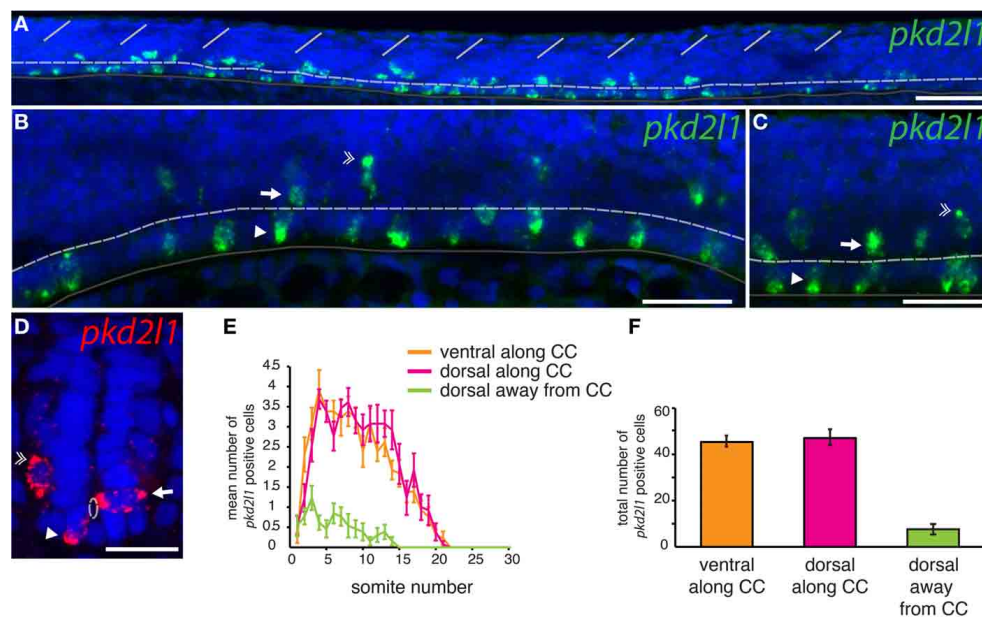 A
pkd2l1
B
pkd2l1
C
pkd2l1
D
pkd2l1
E
ventral along CC
dorsal along CC
dorsal away from CC
mean number of
pkd2l1 positive cells
4.5
4
3.5
3
2.5
2
1.5
1
0.5
0
0
5
10
15
20
25
30
somite number
F
total number of
pkd2l1 positive cells
60
40
20
0
ventral
along CC
dorsal
along CC
dorsal
away
from CC